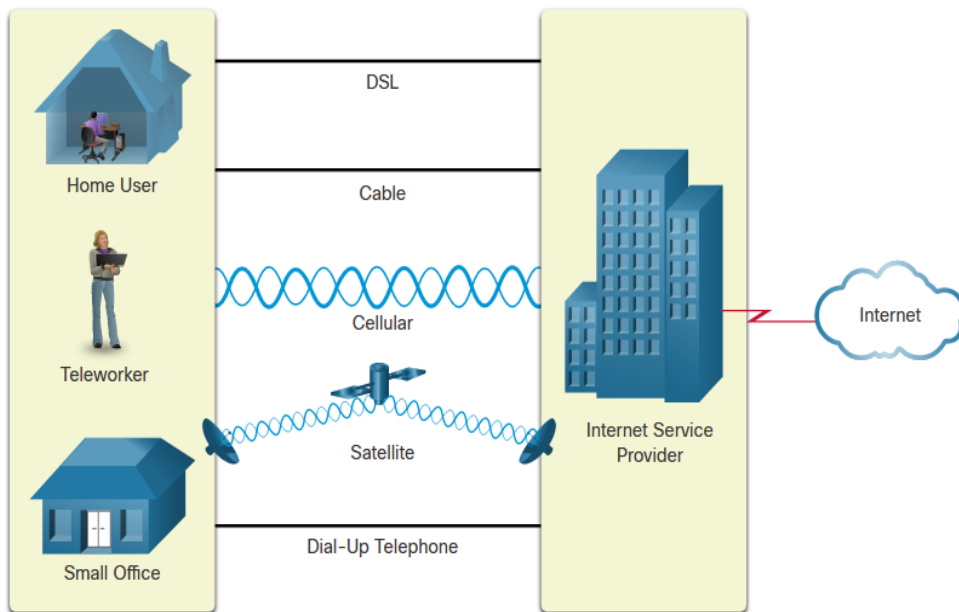 DSL
Home User
Cable
Cellular
Internet
Teleworker
Satellite
Internet Service
Provider
Dial-Up Telephone
Small Office